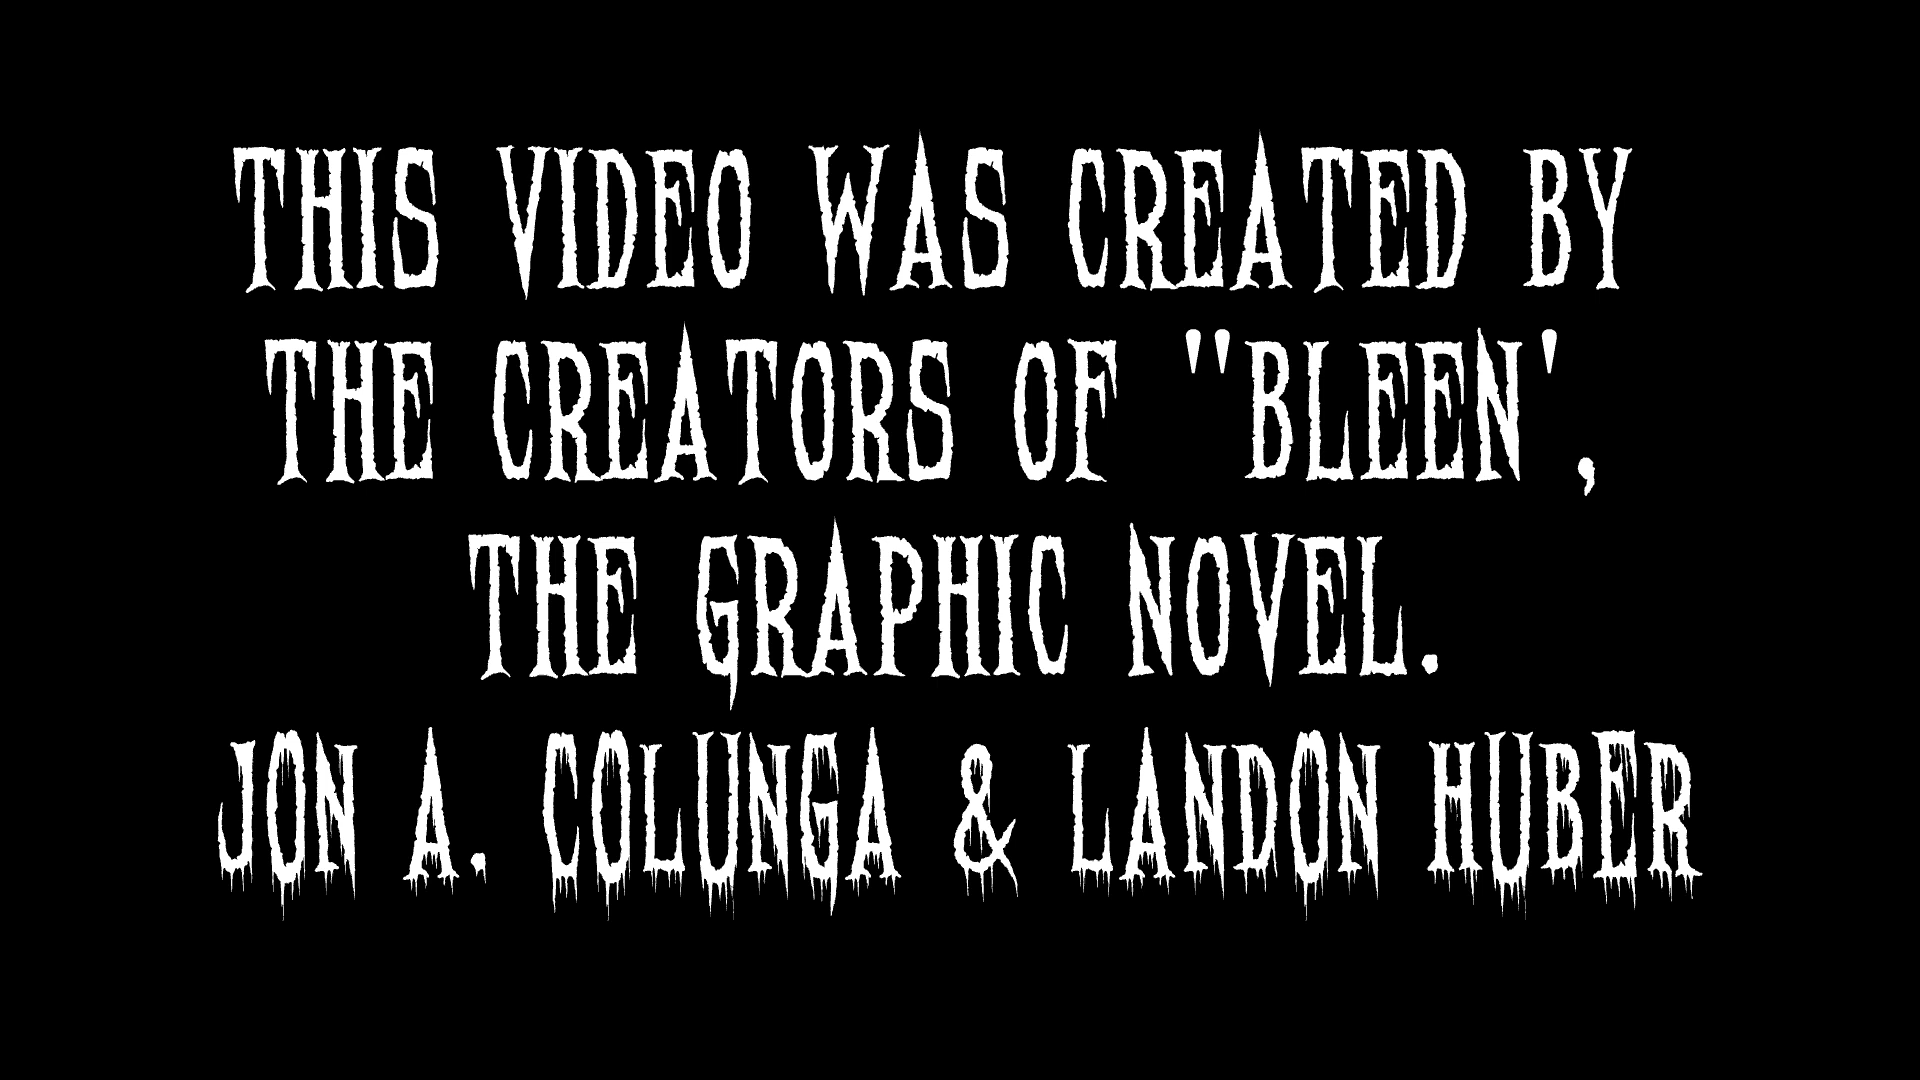 THIS VIDEO WAS CREATED BY
THE CREATORS OF "BLEEN',
THE GRAPHIC NOVEL.
JON A. COLUNGA & LANDON HUBER